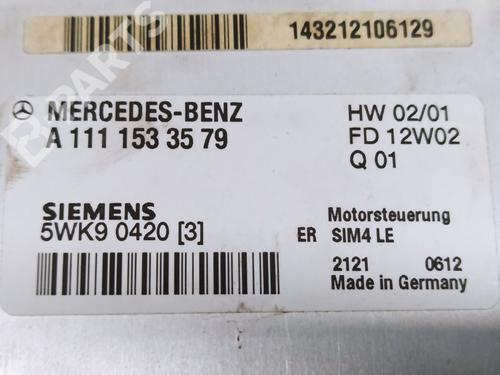 143212106129
MERCEDES-BENZ HW 02/01
A 111 153 35 79 FD 12W02
Q 01
SIEMENS Motorsteuerung
5WK9 0420 [3] ER SIM4 LE
2121 0612
Made in Germany
B PARTS